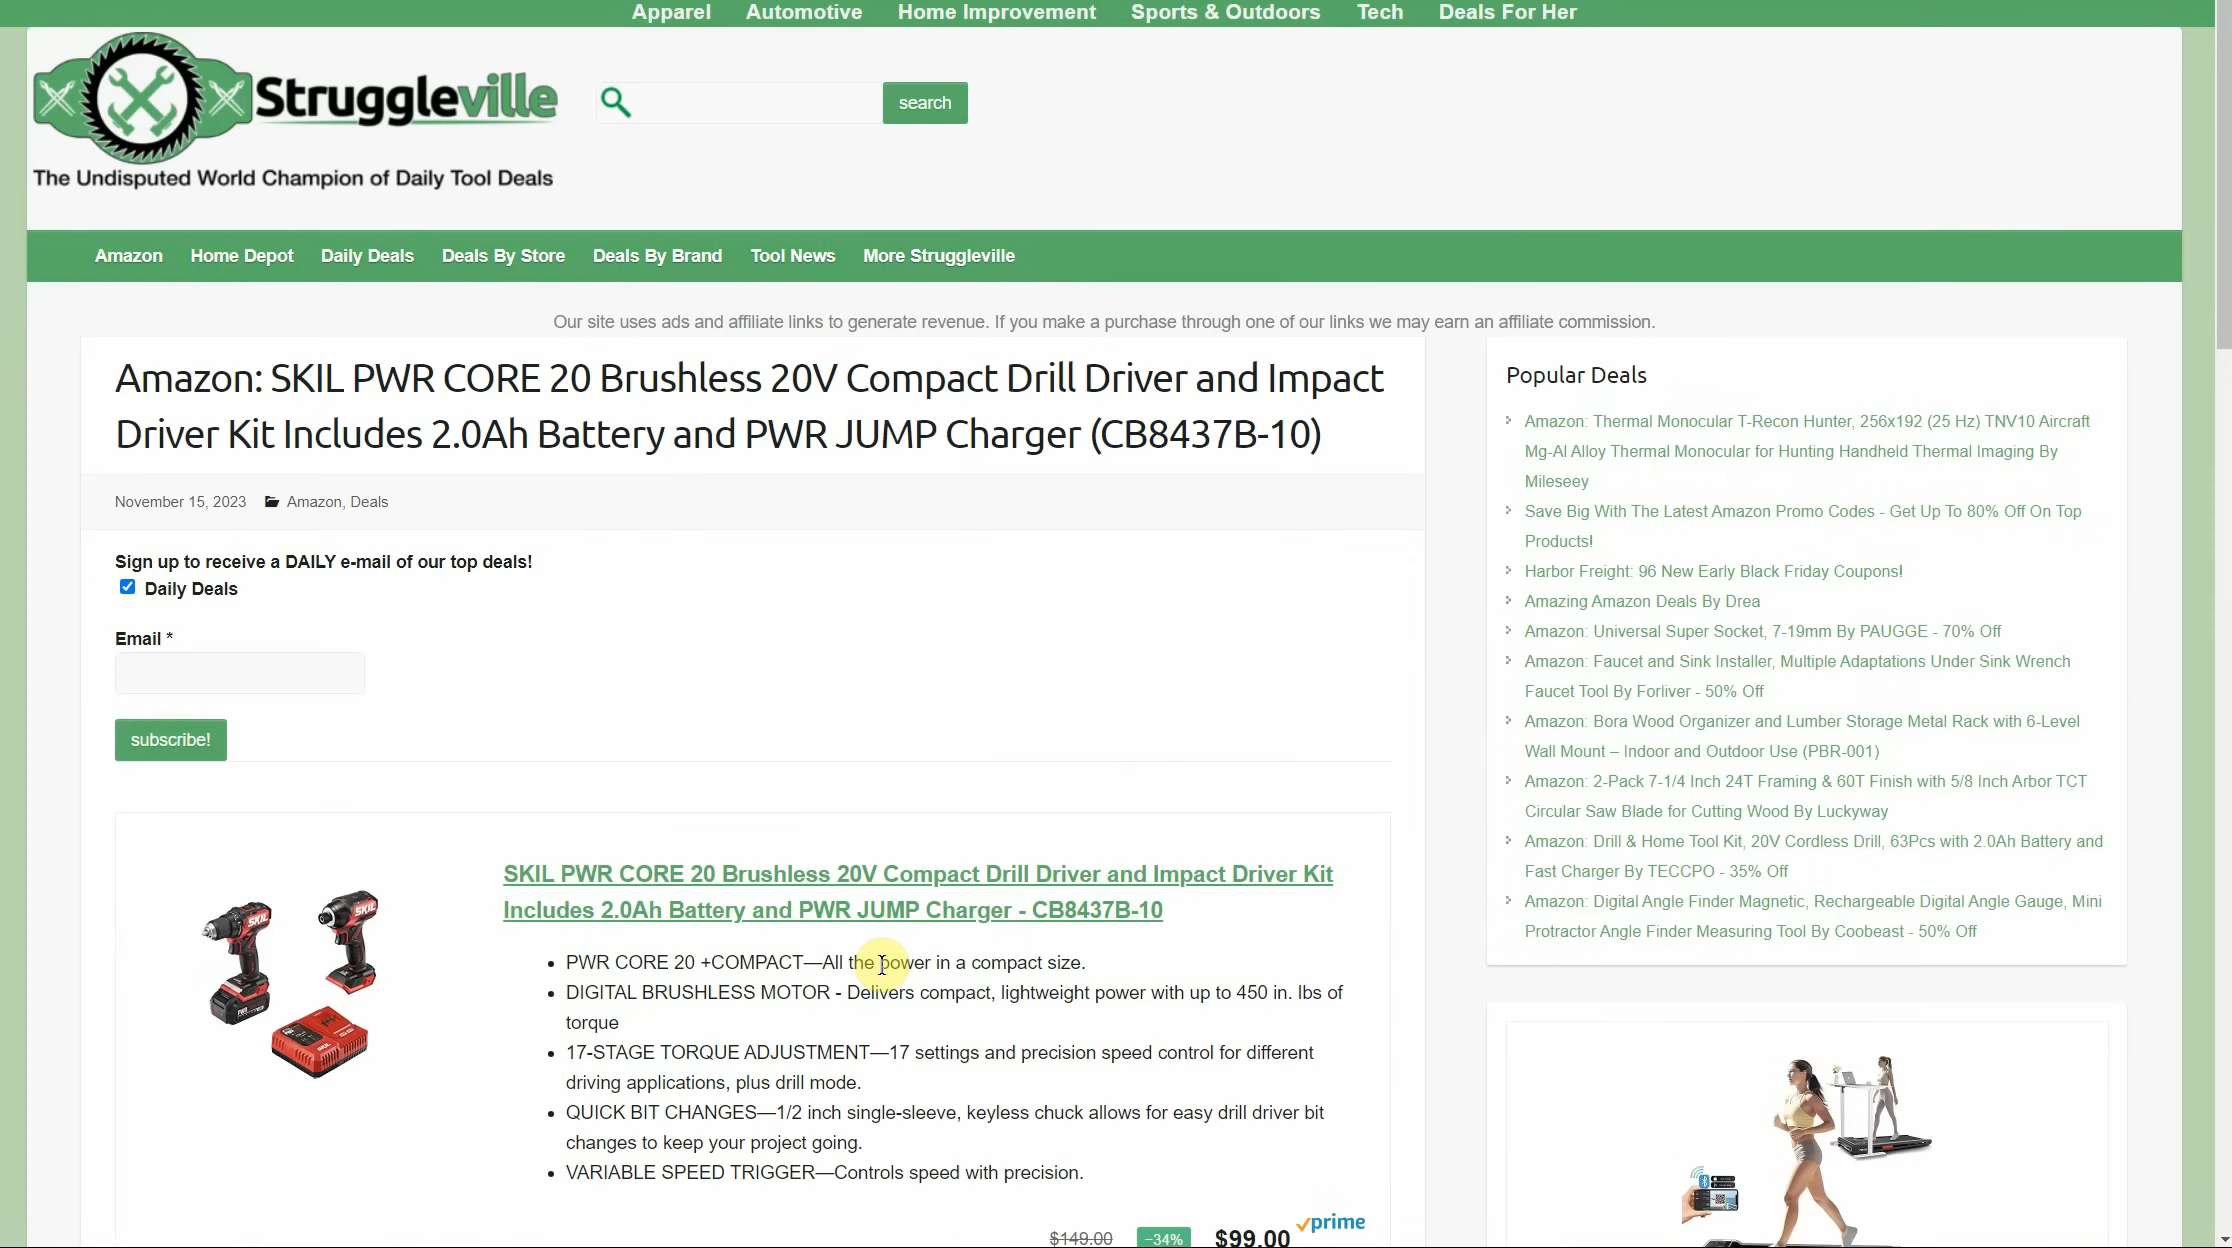 Apparel Automotive Home Improvement Sports & Outdoors Tech Deals For Her
Struggleville
search
The Undisputed World Champion of Daily Tool Deals
Amazon Home Depot Daily Deals Deals By Store Deals By Brand Tool News More Struggleville
Our site uses ads and affiliate links to generate revenue. If you make a purchase through one of our links we may earn an affiliate commission.
Amazon: SKIL PWR CORE 20 Brushless 20V Compact Drill Driver and Impact
Driver Kit Includes 2.0Ah Battery and PWR JUMP Charger (CB8437B-10)
November 15, 2023 Amazon, Deals
Sign up to receive a DAILY e-mail of our top deals!
Daily Deals
Email *
subscribe!
SKIL PWR CORE 20 Brushless 20V Compact Drill Driver and Impact Driver Kit
Includes 2.0Ah Battery and PWR JUMP Charger - CB8437B-10
SKIL
SKIL
PWR CORE 20 +COMPACT—All the power in a compact size.
DIGITAL BRUSHLESS MOTOR - Delivers compact, lightweight power with up to 450 in. lbs of
torque
17-STAGE TORQUE ADJUSTMENT—17 settings and precision speed control for different
driving applications, plus drill mode.
QUICK BIT CHANGES—1/2 inch single-sleeve, keyless chuck allows for easy drill driver bit
changes to keep your project going.
VARIABLE SPEED TRIGGER—Controls speed with precision.
$149.00 −34% $99.00 prime
Popular Deals
Amazon: Thermal Monocular T-Recon Hunter, 256x192 (25 Hz) TNV10 Aircraft
Mg-Al Alloy Thermal Monocular for Hunting Handheld Thermal Imaging By
Mileseey
Save Big With The Latest Amazon Promo Codes - Get Up To 80% Off On Top
Products!
Harbor Freight: 96 New Early Black Friday Coupons!
Amazing Amazon Deals By Drea
Amazon: Universal Super Socket, 7-19mm By PAUGGE - 70% Off
Amazon: Faucet and Sink Installer, Multiple Adaptations Under Sink Wrench
Faucet Tool By Forliver - 50% Off
Amazon: Bora Wood Organizer and Lumber Storage Metal Rack with 6-Level
Wall Mount – Indoor and Outdoor Use (PBR-001)
Amazon: 2-Pack 7-1/4 Inch 24T Framing & 60T Finish with 5/8 Inch Arbor TCT
Circular Saw Blade for Cutting Wood By Luckyway
Amazon: Drill & Home Tool Kit, 20V Cordless Drill, 63Pcs with 2.0Ah Battery and
Fast Charger By TECCPO - 35% Off
Amazon: Digital Angle Finder Magnetic, Rechargeable Digital Angle Gauge, Mini
Protractor Angle Finder Measuring Tool By Coobeast - 50% Off